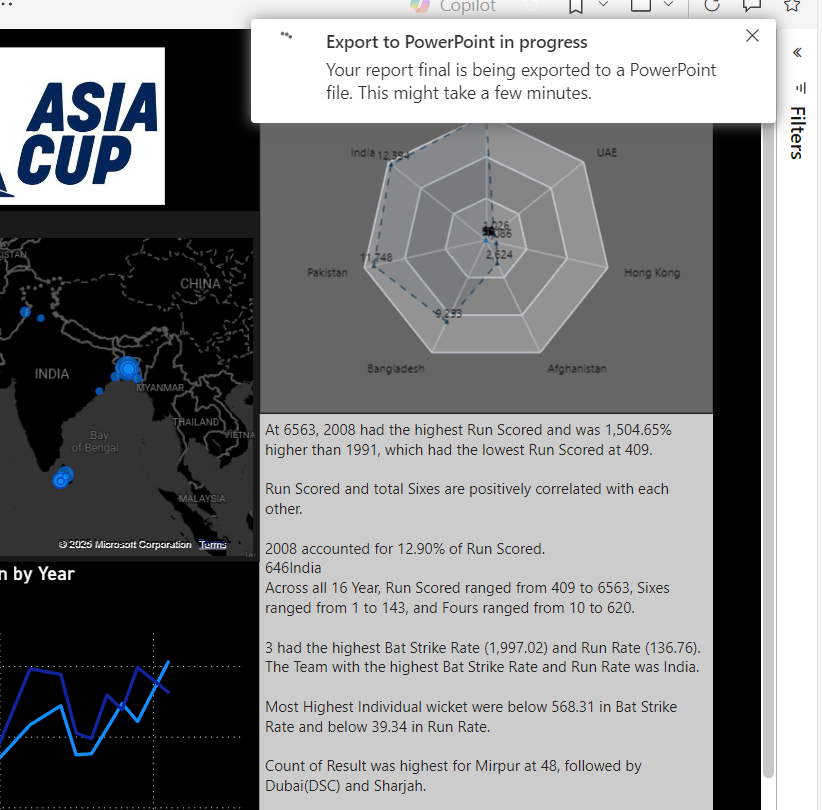 Copilot
Export to PowerPoint in progress
Your report final is being exported to a PowerPoint
file. This might take a few minutes.
Filters
ASIA
CUP
India
12,394
UAE
1,026
2,624
11,748
Pakistan
Hong Kong
9,233
Bangladesh
Afghanistan
ISTAN
CHINA
INDIA
MYANMAR
Bay
of Bengal
THAILAND
VIETNA
MALAYSIA
© 2025 Microsoft Corporation Terms
n by Year
At 6563, 2008 had the highest Run Scored and was 1,504.65%
higher than 1991, which had the lowest Run Scored at 409.
Run Scored and total Sixes are positively correlated with each
other.
2008 accounted for 12.90% of Run Scored.
646India
Across all 16 Year, Run Scored ranged from 409 to 6563, Sixes
ranged from 1 to 143, and Fours ranged from 10 to 620.
3 had the highest Bat Strike Rate (1,997.02) and Run Rate (136.76).
The Team with the highest Bat Strike Rate and Run Rate was India.
Most Highest Individual wicket were below 568.31 in Bat Strike
Rate and below 39.34 in Run Rate.
Count of Result was highest for Mirpur at 48, followed by
Dubai(DSC) and Sharjah.